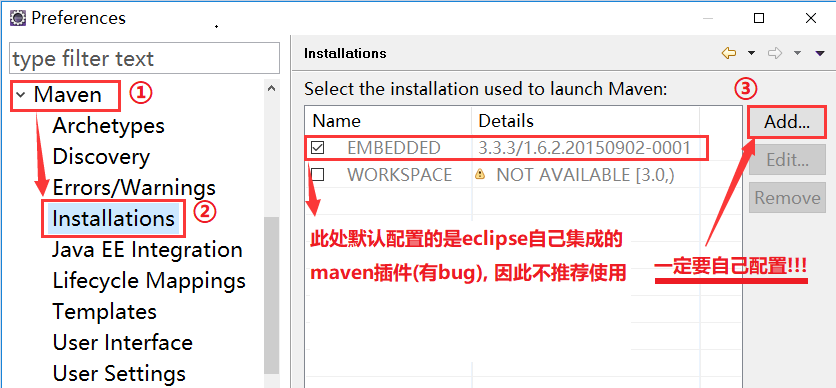 Preferences
type filter text
Maven ①
Archetypes
Discovery
Errors/Warnings
Installations ②
Java EE Integration
Lifecycle Mappings
Templates
User Interface
User Settings
Installations
Select the installation used to launch Maven:
③
Name Details
EMBEDDED 3.3.3/1.6.2.20150902-0001
WORKSPACE NOT AVAILABLE [3.0,)
Add...
Edit...
Remove
此处默认配置的是eclipse自己集成的
maven插件(有bug), 因此不推荐使用
一定要自己配置!!!